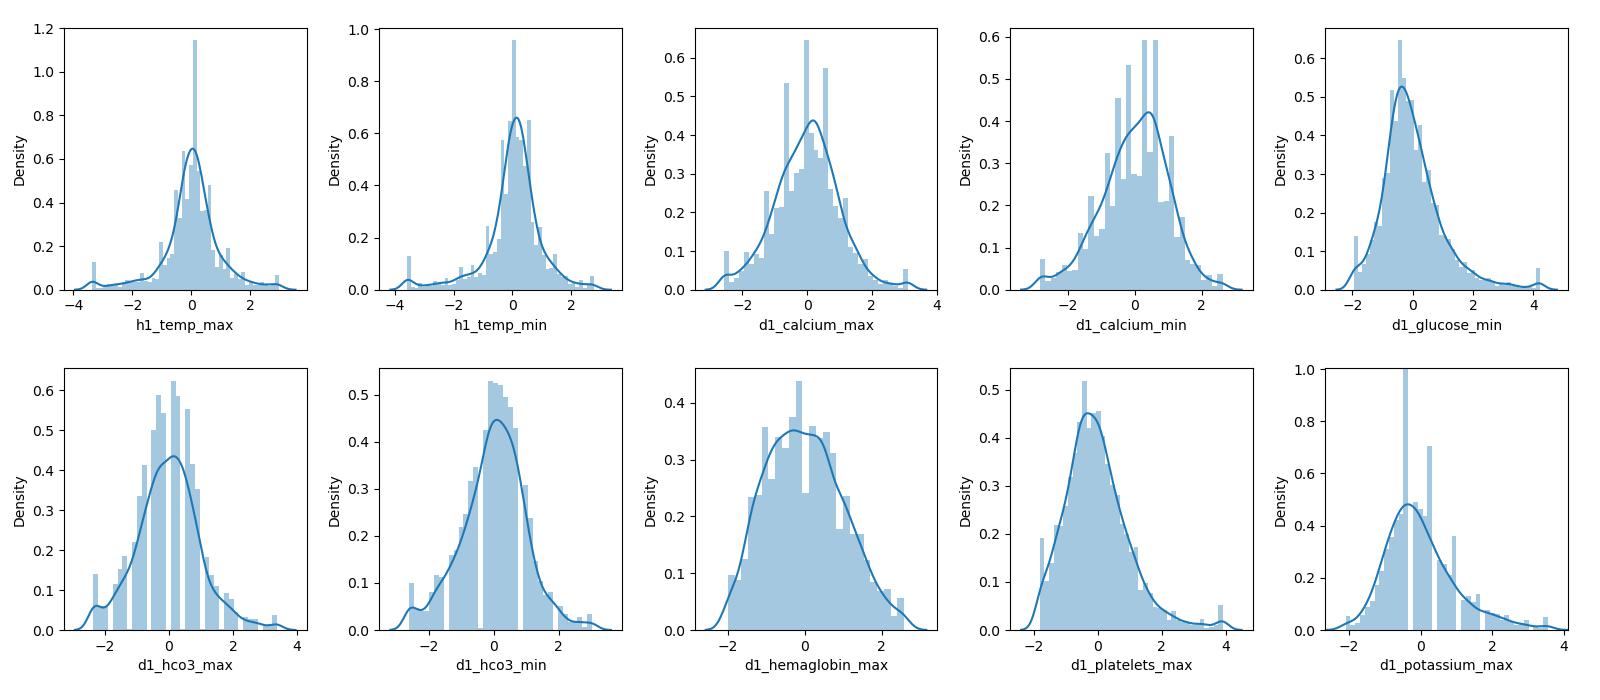 1.2
1.0
0.8
0.6
0.4
0.2
0.0
Density
−4 −2 0 2
h1_temp_max
1.0
0.8
0.6
0.4
0.2
0.0
Density
−4 −2 0 2
h1_temp_min
0.6
0.5
0.4
0.3
0.2
0.1
0.0
Density
−2 0 2 4
d1_calcium_max
0.6
0.5
0.4
0.3
0.2
0.1
0.0
Density
−2 0 2
d1_calcium_min
0.6
0.5
0.4
0.3
0.2
0.1
0.0
Density
−2 0 2 4
d1_glucose_min
0.6
0.5
0.4
0.3
0.2
0.1
0.0
Density
−2 0 2 4
d1_hco3_max
0.5
0.4
0.3
0.2
0.1
0.0
Density
−2 0 2
d1_hco3_min
0.4
0.3
0.2
0.1
0.0
Density
−2 0 2
d1_hemaglobin_max
0.5
0.4
0.3
0.2
0.1
0.0
Density
−2 0 2 4
d1_platelets_max
1.0
0.8
0.6
0.4
0.2
0.0
Density
−2 0 2 4
d1_potassium_max